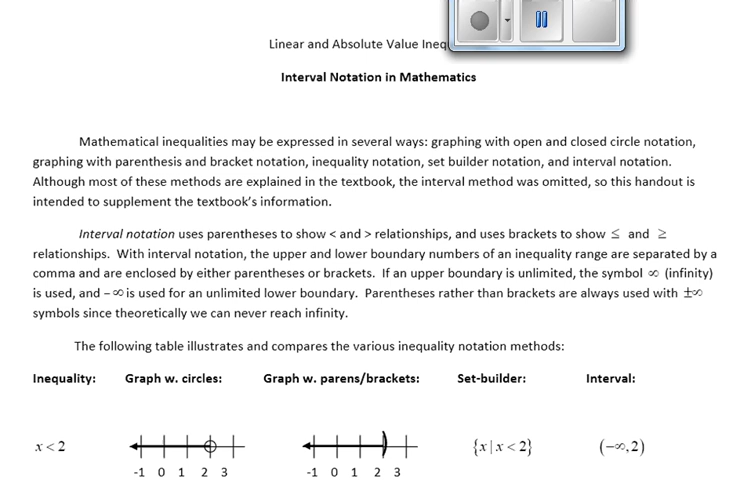 Linear and Absolute Value Ineq
Interval Notation in Mathematics
Mathematical inequalities may be expressed in several ways: graphing with open and closed circle notation,
graphing with parenthesis and bracket notation, inequality notation, set builder notation, and interval notation.
Although most of these methods are explained in the textbook, the interval method was omitted, so this handout is
intended to supplement the textbook's information.
Interval notation uses parentheses to show < and > relationships, and uses brackets to show ≤ and ≥
relationships. With interval notation, the upper and lower boundary numbers of an inequality range are separated by a
comma and are enclosed by either parentheses or brackets. If an upper boundary is unlimited, the symbol ∞ (infinity)
is used, and −∞ is used for an unlimited lower boundary. Parentheses rather than brackets are always used with ±∞
symbols since theoretically we can never reach infinity.
The following table illustrates and compares the various inequality notation methods:
Inequality: Graph w. circles: Graph w. parens/brackets: Set-builder: Interval:
x < 2 {x | x < 2} (−∞, 2)
-1 0 1 2 3 -1 0 1 2 3